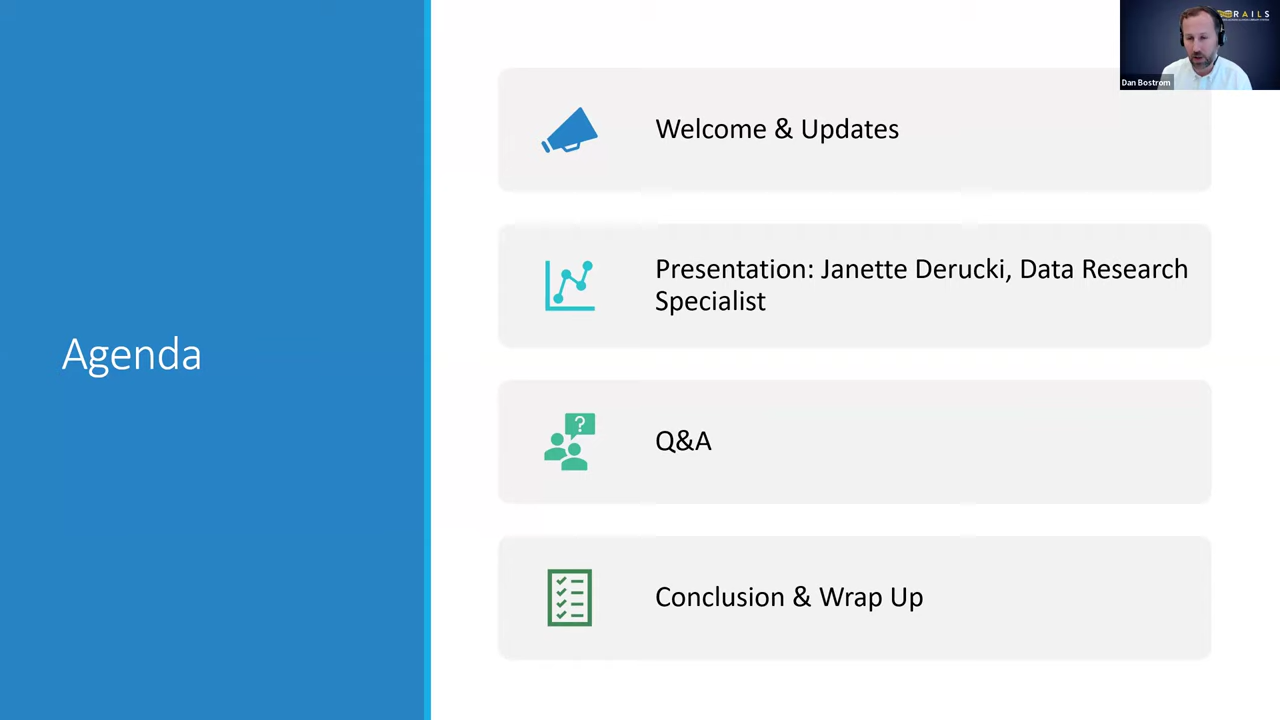 Agenda
Welcome & Updates
Presentation: Janette Derucki, Data Research
Specialist
?
Q&A
Conclusion & Wrap Up
RAILS
Dan Bostrom